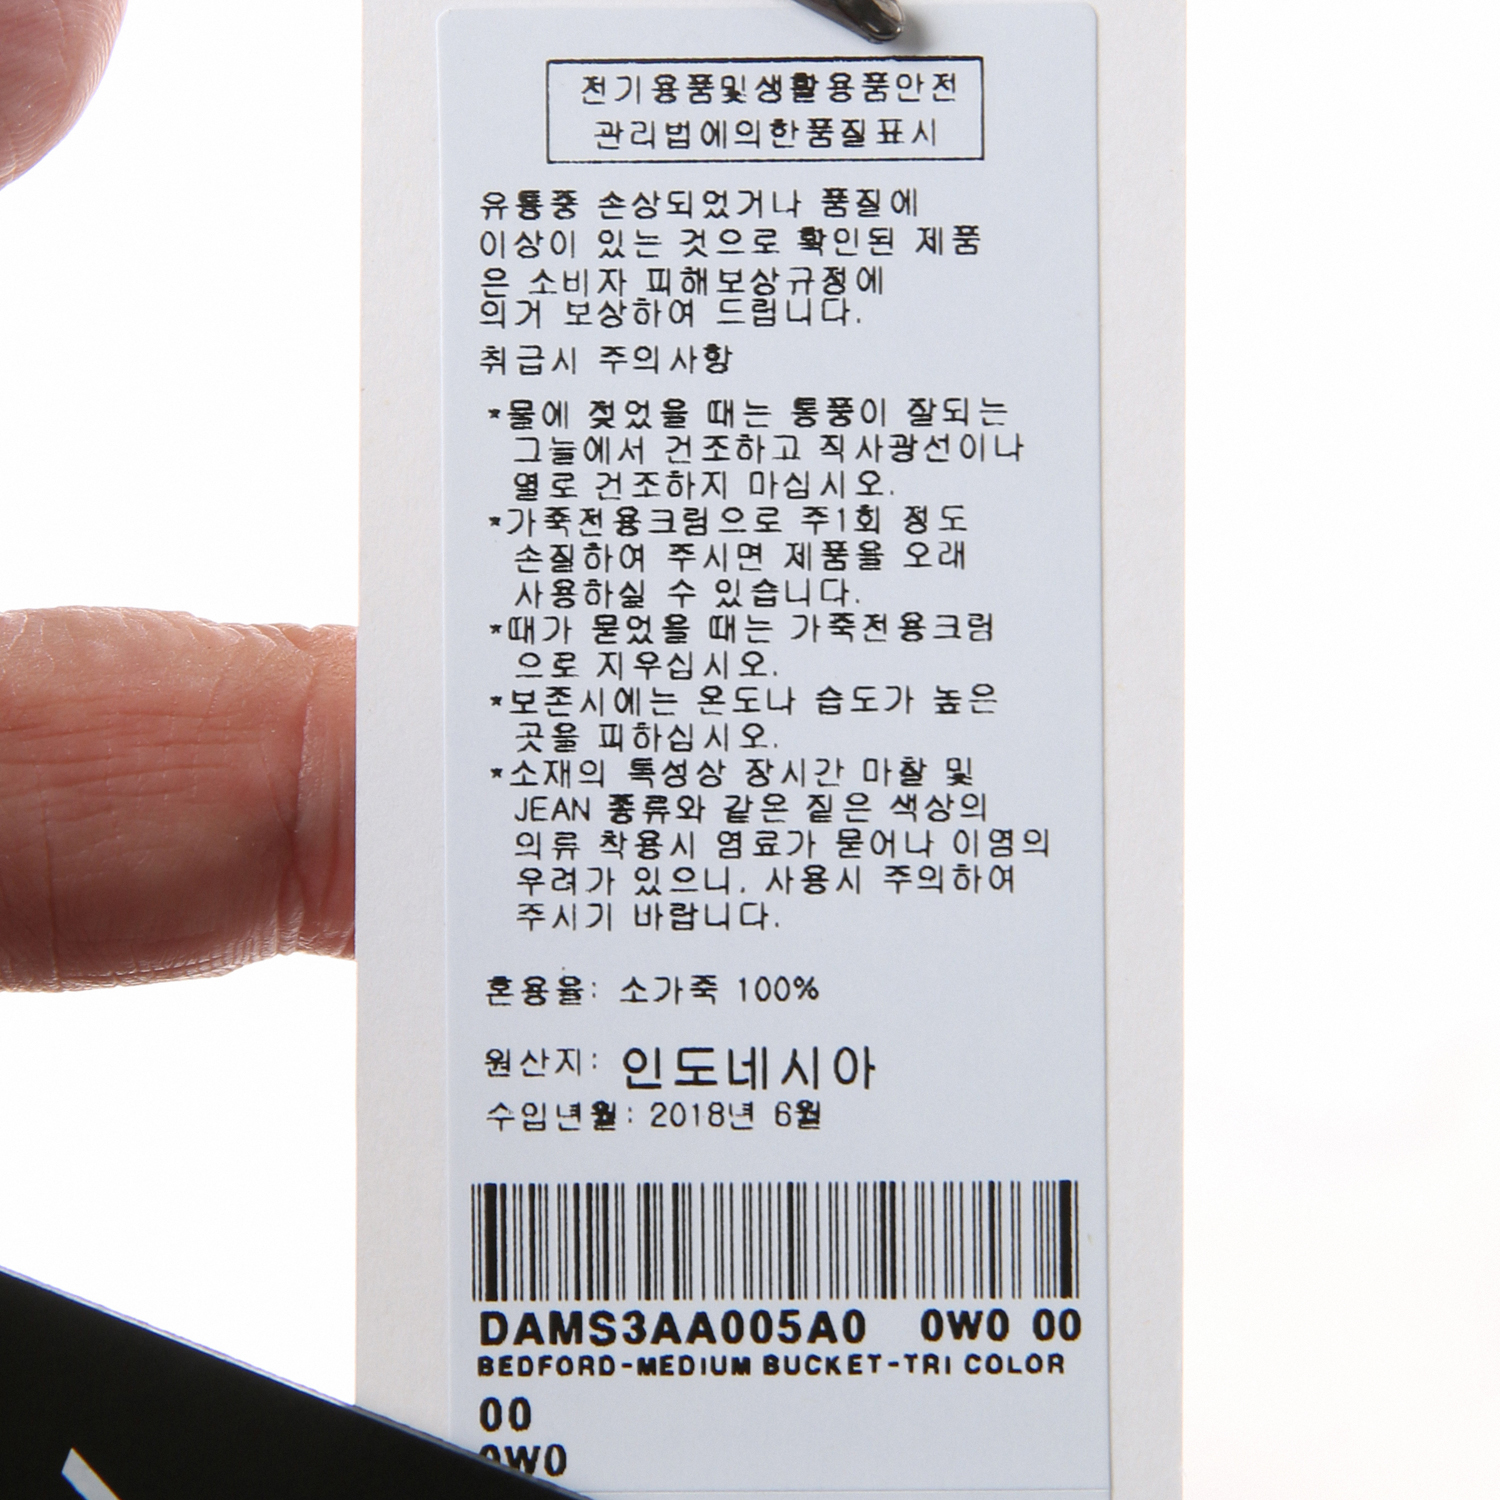 전기용품및생활용품안전
관리법에의한품질표시
유통중 손상되었거나 품질에
이상이 있는 것으로 확인된 제품
은 소비자 피해보상규정에
의거 보상하여 드립니다.
취급시 주의사항
*물에 젖었을 때는 통풍이 잘되는
그늘에서 건조하고 직사광선이나
열로 건조하지 마십시오.
*가죽전용크림으로 주1회 정도
손질하여 주시면 제품을 오래
사용하실 수 있습니다.
*때가 묻었을 때는 가죽전용크림
으로 지우십시오.
*보존시에는 온도나 습도가 높은
곳을 피하십시오.
*소재의 특성상 장시간 마찰 및
JEAN 종류와 같은 짙은 색상의
의류 착용시 염료가 묻어나 이염의
우려가 있으니, 사용시 주의하여
주시기 바랍니다.
혼용율: 소가죽 100%
원산지: 인도네시아
수입년월: 2018년 6월
DAMS3AA005A0 0W0 00
BEDFORD-MEDIUM BUCKET-TRI COLOR
00
0W0